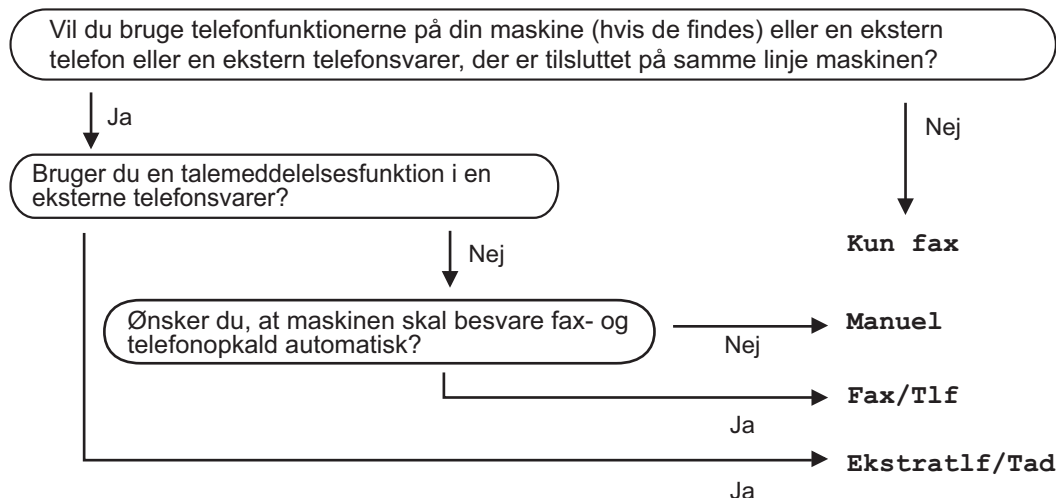 Vil du bruge telefonfunktionerne på din maskine (hvis de findes) eller en ekstern
telefon eller en ekstern telefonsvarer, der er tilsluttet på samme linje maskinen?
Ja
Nej
Bruger du en talemeddelelsesfunktion i en
eksterne telefonsvarer?
Kun fax
Nej
Ønsker du, at maskinen skal besvare fax- og
telefonopkald automatisk?
Manuel
Nej
Fax/Tlf
Ja
Ekstratlf/Tad
Ja